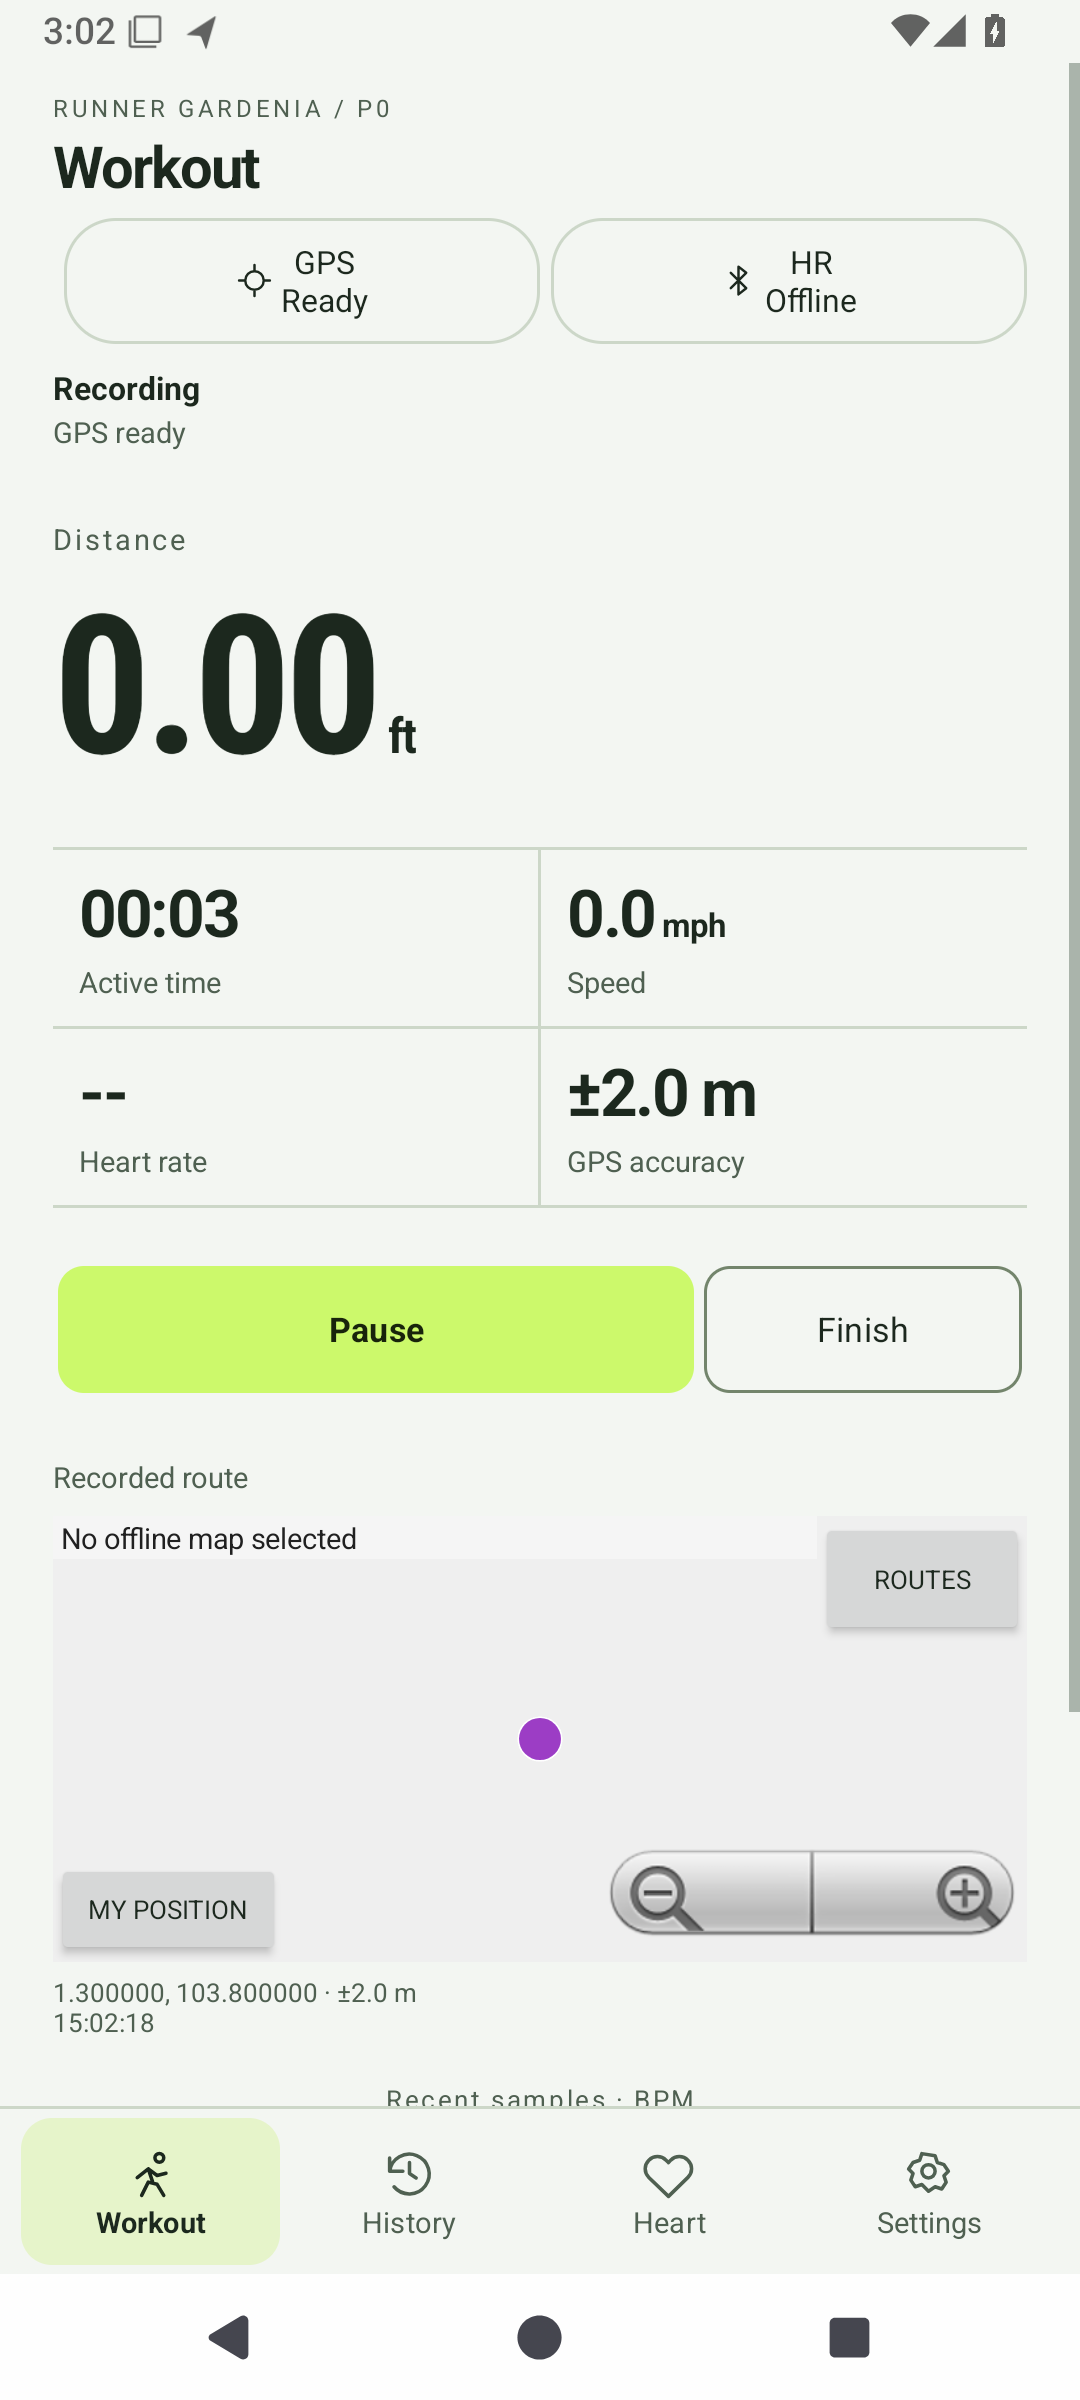 3:02
RUNNER GARDENIA / P0
Workout
GPS
Ready
HR
Offline
Recording
GPS ready
Distance
0.00 ft
00:03
Active time
0.0 mph
Speed
--
Heart rate
±2.0 m
GPS accuracy
Pause
Finish
Recorded route
No offline map selected
ROUTES
MY POSITION
1.300000, 103.800000 · ±2.0 m
15:02:18
Recent samples · BPM
Workout
History
Heart
Settings